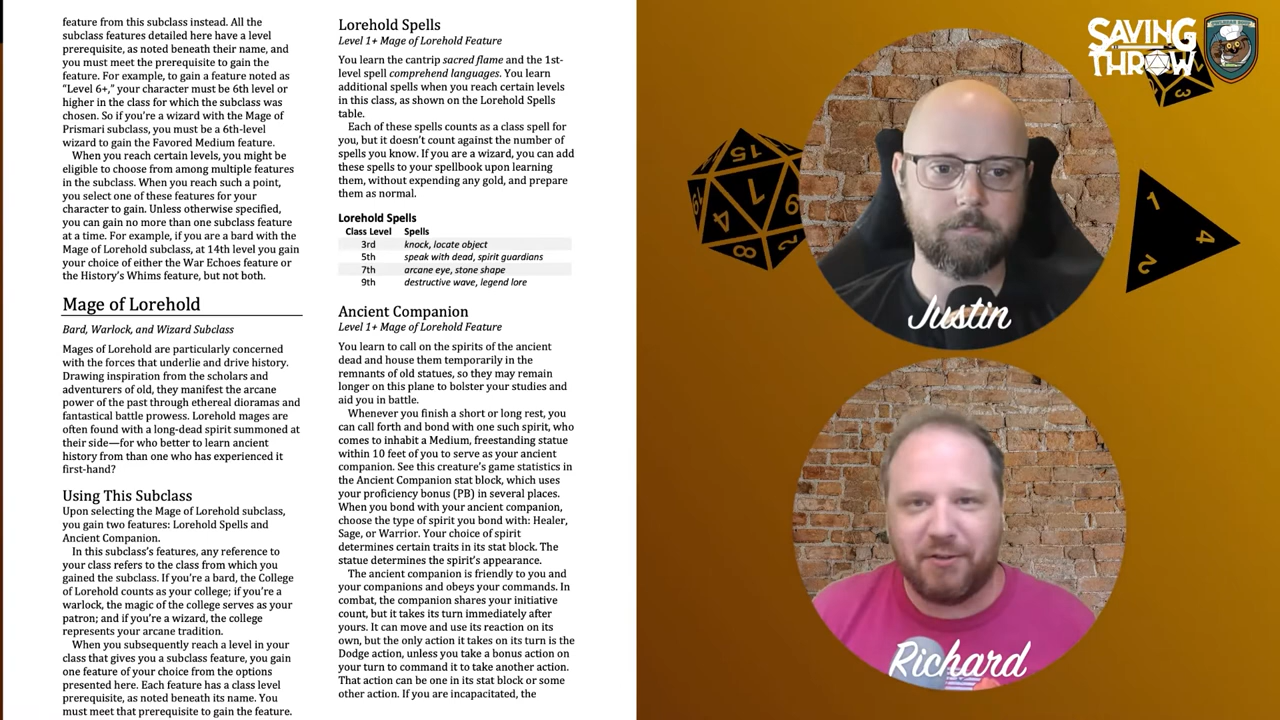 feature from this subclass instead. All the
subclass features detailed here have a level
prerequisite, as noted beneath their name, and
you must meet the prerequisite to gain the
feature. For example, to gain a feature noted as
“Level 6+,” your character must be 6th level or
higher in the class for which the subclass was
chosen. So if you’re a wizard with the Mage of
Prismari subclass, you must be a 6th-level
wizard to gain the Favored Medium feature.
When you reach certain levels, you might be
eligible to choose from among multiple features
in the subclass. When you reach such a point,
you select one of these features for your
character to gain. Unless otherwise specified,
you can gain no more than one subclass feature
at a time. For example, if you are a bard with the
Mage of Lorehold subclass, at 14th level you gain
your choice of either the War Echoes feature or
the History’s Whims feature, but not both.
Mage of Lorehold
Bard, Warlock, and Wizard Subclass
Mages of Lorehold are particularly concerned
with the forces that underlie and drive history.
Drawing inspiration from the scholars and
adventurers of old, they manifest the arcane
power of the past through ethereal dioramas and
fantastical battle prowess. Lorehold mages are
often found with a long-dead spirit summoned at
their side—for who better to learn ancient
history from than one who has experienced it
first-hand?
Using This Subclass
Upon selecting the Mage of Lorehold subclass,
you gain two features: Lorehold Spells and
Ancient Companion.
In this subclass’s features, any reference to
your class refers to the class from which you
gained the subclass. If you’re a bard, the College
of Lorehold counts as your college; if you’re a
warlock, the magic of the college serves as your
patron; and if you’re a wizard, the college
represents your arcane tradition.
When you subsequently reach a level in your
class that gives you a subclass feature, you gain
one feature of your choice from the options
presented here. Each feature has a class level
prerequisite, as noted beneath its name. You
must meet that prerequisite to gain the feature.
Lorehold Spells
Level 1+ Mage of Lorehold Feature
You learn the cantrip sacred flame and the 1st-
level spell comprehend languages. You learn
additional spells when you reach certain levels
in this class, as shown on the Lorehold Spells
table.
Each of these spells counts as a class spell for
you, but it doesn’t count against the number of
spells you know. If you are a wizard, you can add
these spells to your spellbook upon learning
them, without expending any gold, and prepare
them as normal.
Lorehold Spells
Class Level Spells
3rd knock, locate object
5th speak with dead, spirit guardians
7th arcane eye, stone shape
9th destructive wave, legend lore
Ancient Companion
Level 1+ Mage of Lorehold Feature
You learn to call on the spirits of the ancient
dead and house them temporarily in the
remnants of old statues, so they may remain
longer on this plane to bolster your studies and
aid you in battle.
Whenever you finish a short or long rest, you
can call forth and bond with one such spirit, who
comes to inhabit a Medium, freestanding statue
within 10 feet of you to serve as your ancient
companion. See this creature’s game statistics in
the Ancient Companion stat block, which uses
your proficiency bonus (PB) in several places.
When you bond with your ancient companion,
choose the type of spirit you bond with: Healer,
Sage, or Warrior. Your choice of spirit
determines certain traits in its stat block. The
statue determines the spirit’s appearance.
The ancient companion is friendly to you and
your companions and obeys your commands. In
combat, the companion shares your initiative
count, but it takes its turn immediately after
yours. It can move and use its reaction on its
own, but the only action it takes on its turn is the
Dodge action, unless you take a bonus action on
your turn to command it to take another action.
That action can be one in its stat block or some
other action. If you are incapacitated, the
SAVING
THROW
15
1
4
8
1
4
2
3
Justin
Richard